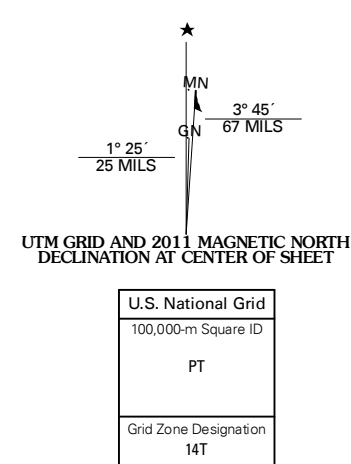 MN
3° 45´
67 MILS
GN
1° 25´
25 MILS
UTM GRID AND 2011 MAGNETIC NORTH
DECLINATION AT CENTER OF SHEET
U.S. National Grid
100,000-m Square ID
PT
Grid Zone Designation
14T